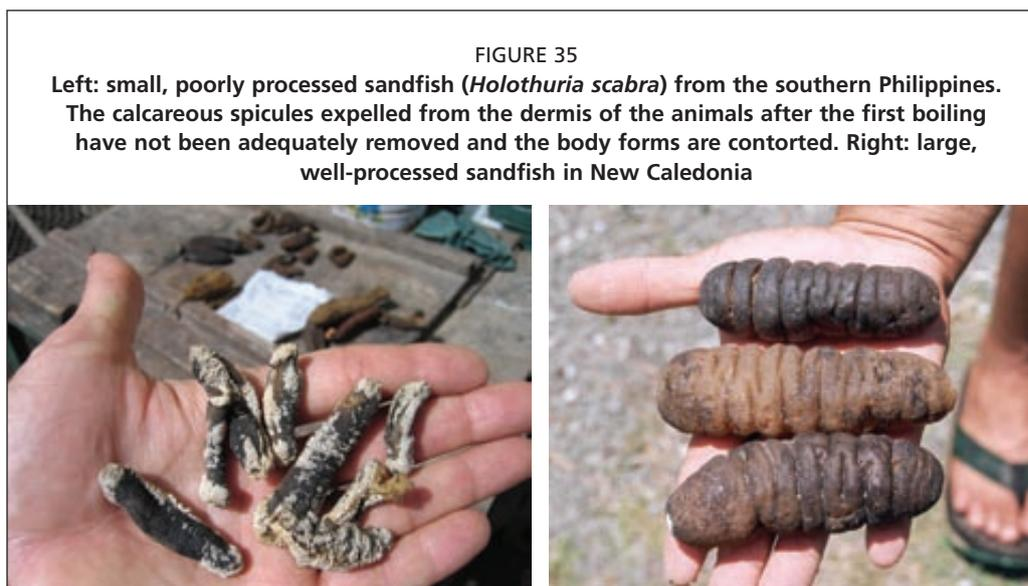 FIGURE 35
Left: small, poorly processed sandfish (Holothuria scabra) from the southern Philippines.
The calcareous spicules expelled from the dermis of the animals after the first boiling
have not been adequately removed and the body forms are contorted. Right: large,
well-processed sandfish in New Caledonia